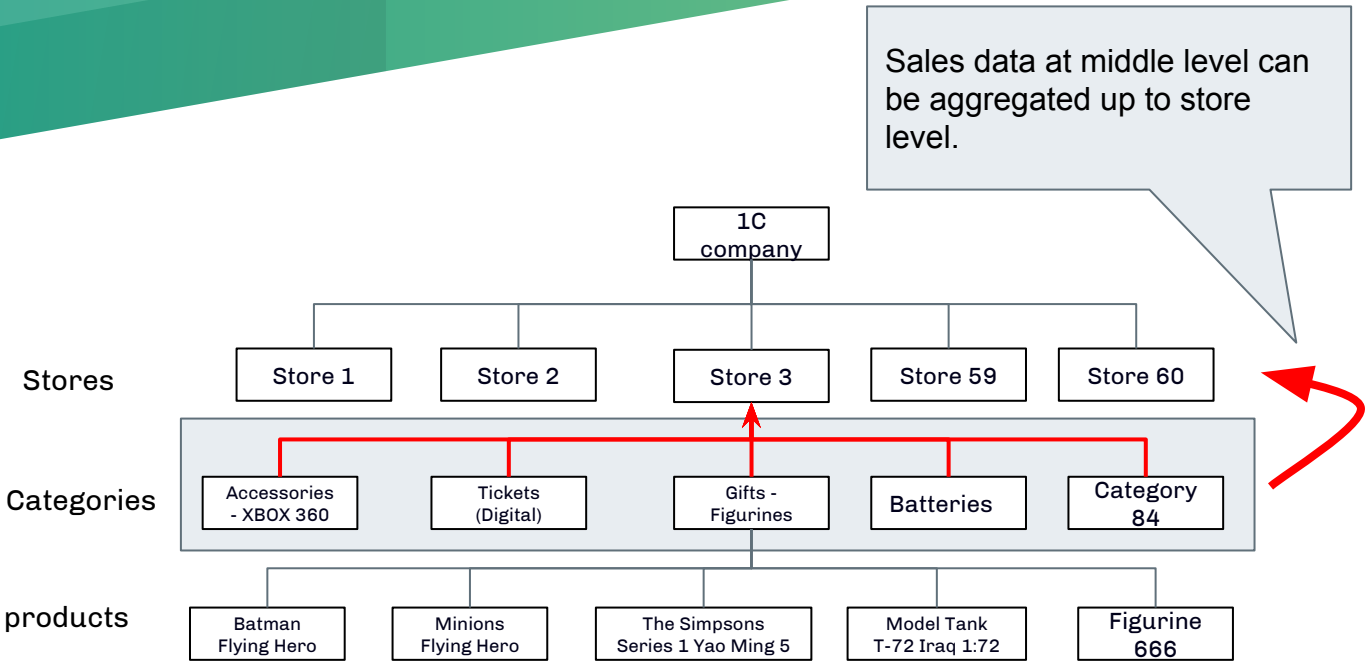 Sales data at middle level can
be aggregated up to store
level.
1C
company
Stores
Store 1
Store 2
Store 3
Store 59
Store 60
Categories
Accessories
- XBOX 360
Tickets
(Digital)
Gifts -
Figurines
Batteries
Category
84
products
Batman
Flying Hero
Minions
Flying Hero
The Simpsons
Series 1 Yao Ming 5
Model Tank
T-72 Iraq 1:72
Figurine
666